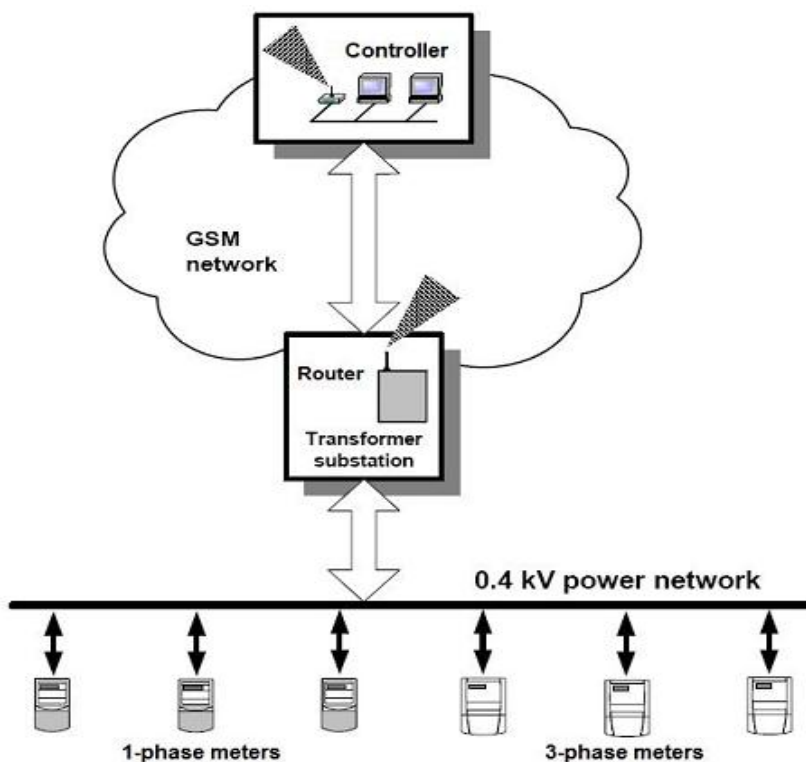 Controller
GSM
network
Router
Transformer
substation
0.4 kV power network
1-phase meters
3-phase meters